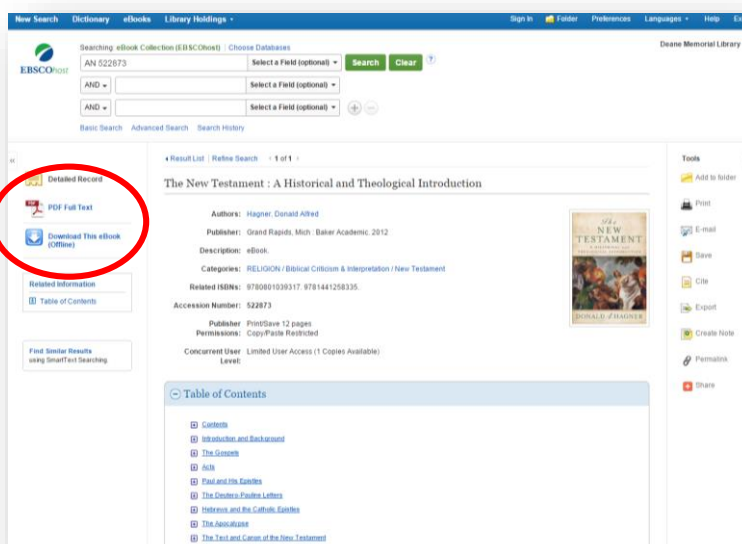 New Search Dictionary eBooks Library Holdings
Sign In Folder Preferences Languages Help
Searching: eBook Collection (EBSCOhost) Choose Databases
Deane Memorial Library
EBSCOhost
AN 522873 Select a Field (optional) Search Clear ?
AND Select a Field (optional)
AND Select a Field (optional)
Basic Search Advanced Search Search History
Result List Refine Search 1 of 1
Detailed Record
PDF Full Text
Download This eBook (Offline)
Related Information
Table of Contents
Find Similar Results
using SmartText Searching.
The New Testament : A Historical and Theological Introduction
Authors: Hagner, Donald Alfred
Publisher: Grand Rapids, Mich : Baker Academic. 2012
Description: eBook.
Categories: RELIGION / Biblical Criticism & Interpretation / New Testament
Related ISBNs: 9780801039317. 9781441258335.
Accession Number: 522873
Publisher Permissions: Print/Save 12 pages
Copy/Paste Restricted
Concurrent User Level: Limited User Access (1 Copies Available)
The
NEW
TESTAMENT
DONALD A. HAGNER
Table of Contents
Contents
Introduction and Background
The Gospels
Acts
Paul and His Epistles
The Deutero-Pauline Letters
Hebrews and the Catholic Epistles
The Apocalypse
The Text and Canon of the New Testament
Tools
Add to folder
Print
E-mail
Save
Cite
Export
Create Note
Permalink
Share